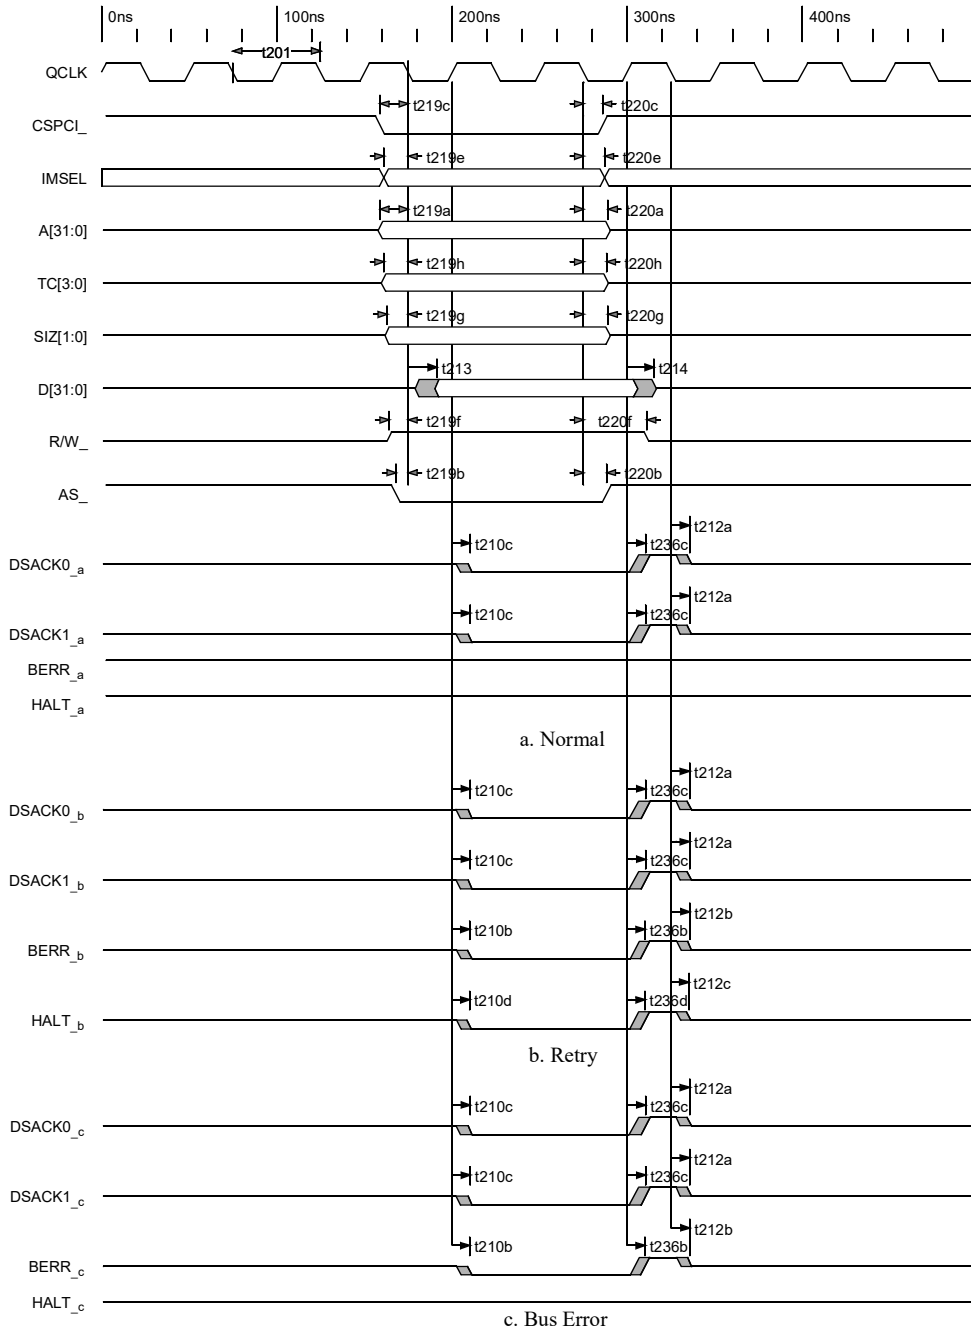 0ns 100ns 200ns 300ns 400ns
t201
QCLK
t219c t220c
CSPCI_
t219e t220e
IMSEL
t219a t220a
A[31:0]
t219h t220h
TC[3:0]
t219g t220g
SIZ[1:0]
t213 t214
D[31:0]
t219f t220f
R/W_
t219b t220b
AS_
t212a
t210c t236c
DSACK0_a
t212a
t210c t236c
DSACK1_a
BERR_a
HALT_a
a. Normal
t212a
t210c t236c
DSACK0_b
t212a
t210c t236c
DSACK1_b
t212b
t210b t236b
BERR_b
t212c
t210d t236d
HALT_b
b. Retry
t212a
t210c t236c
DSACK0_c
t212a
t210c t236c
DSACK1_c
t212b
t210b t236b
BERR_c
HALT_c
c. Bus Error